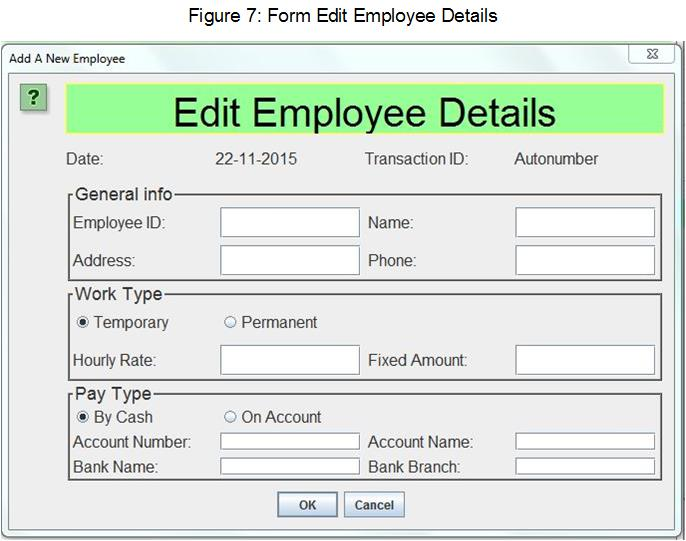 Figure 7: Form Edit Employee Details
Add A New Employee
?
Edit Employee Details
Date: 22-11-2015 Transaction ID: Autonumber
General info
Employee ID: Name:
Address: Phone:
Work Type
Temporary Permanent
Hourly Rate: Fixed Amount:
Pay Type
By Cash On Account
Account Number: Account Name:
Bank Name: Bank Branch:
OK Cancel